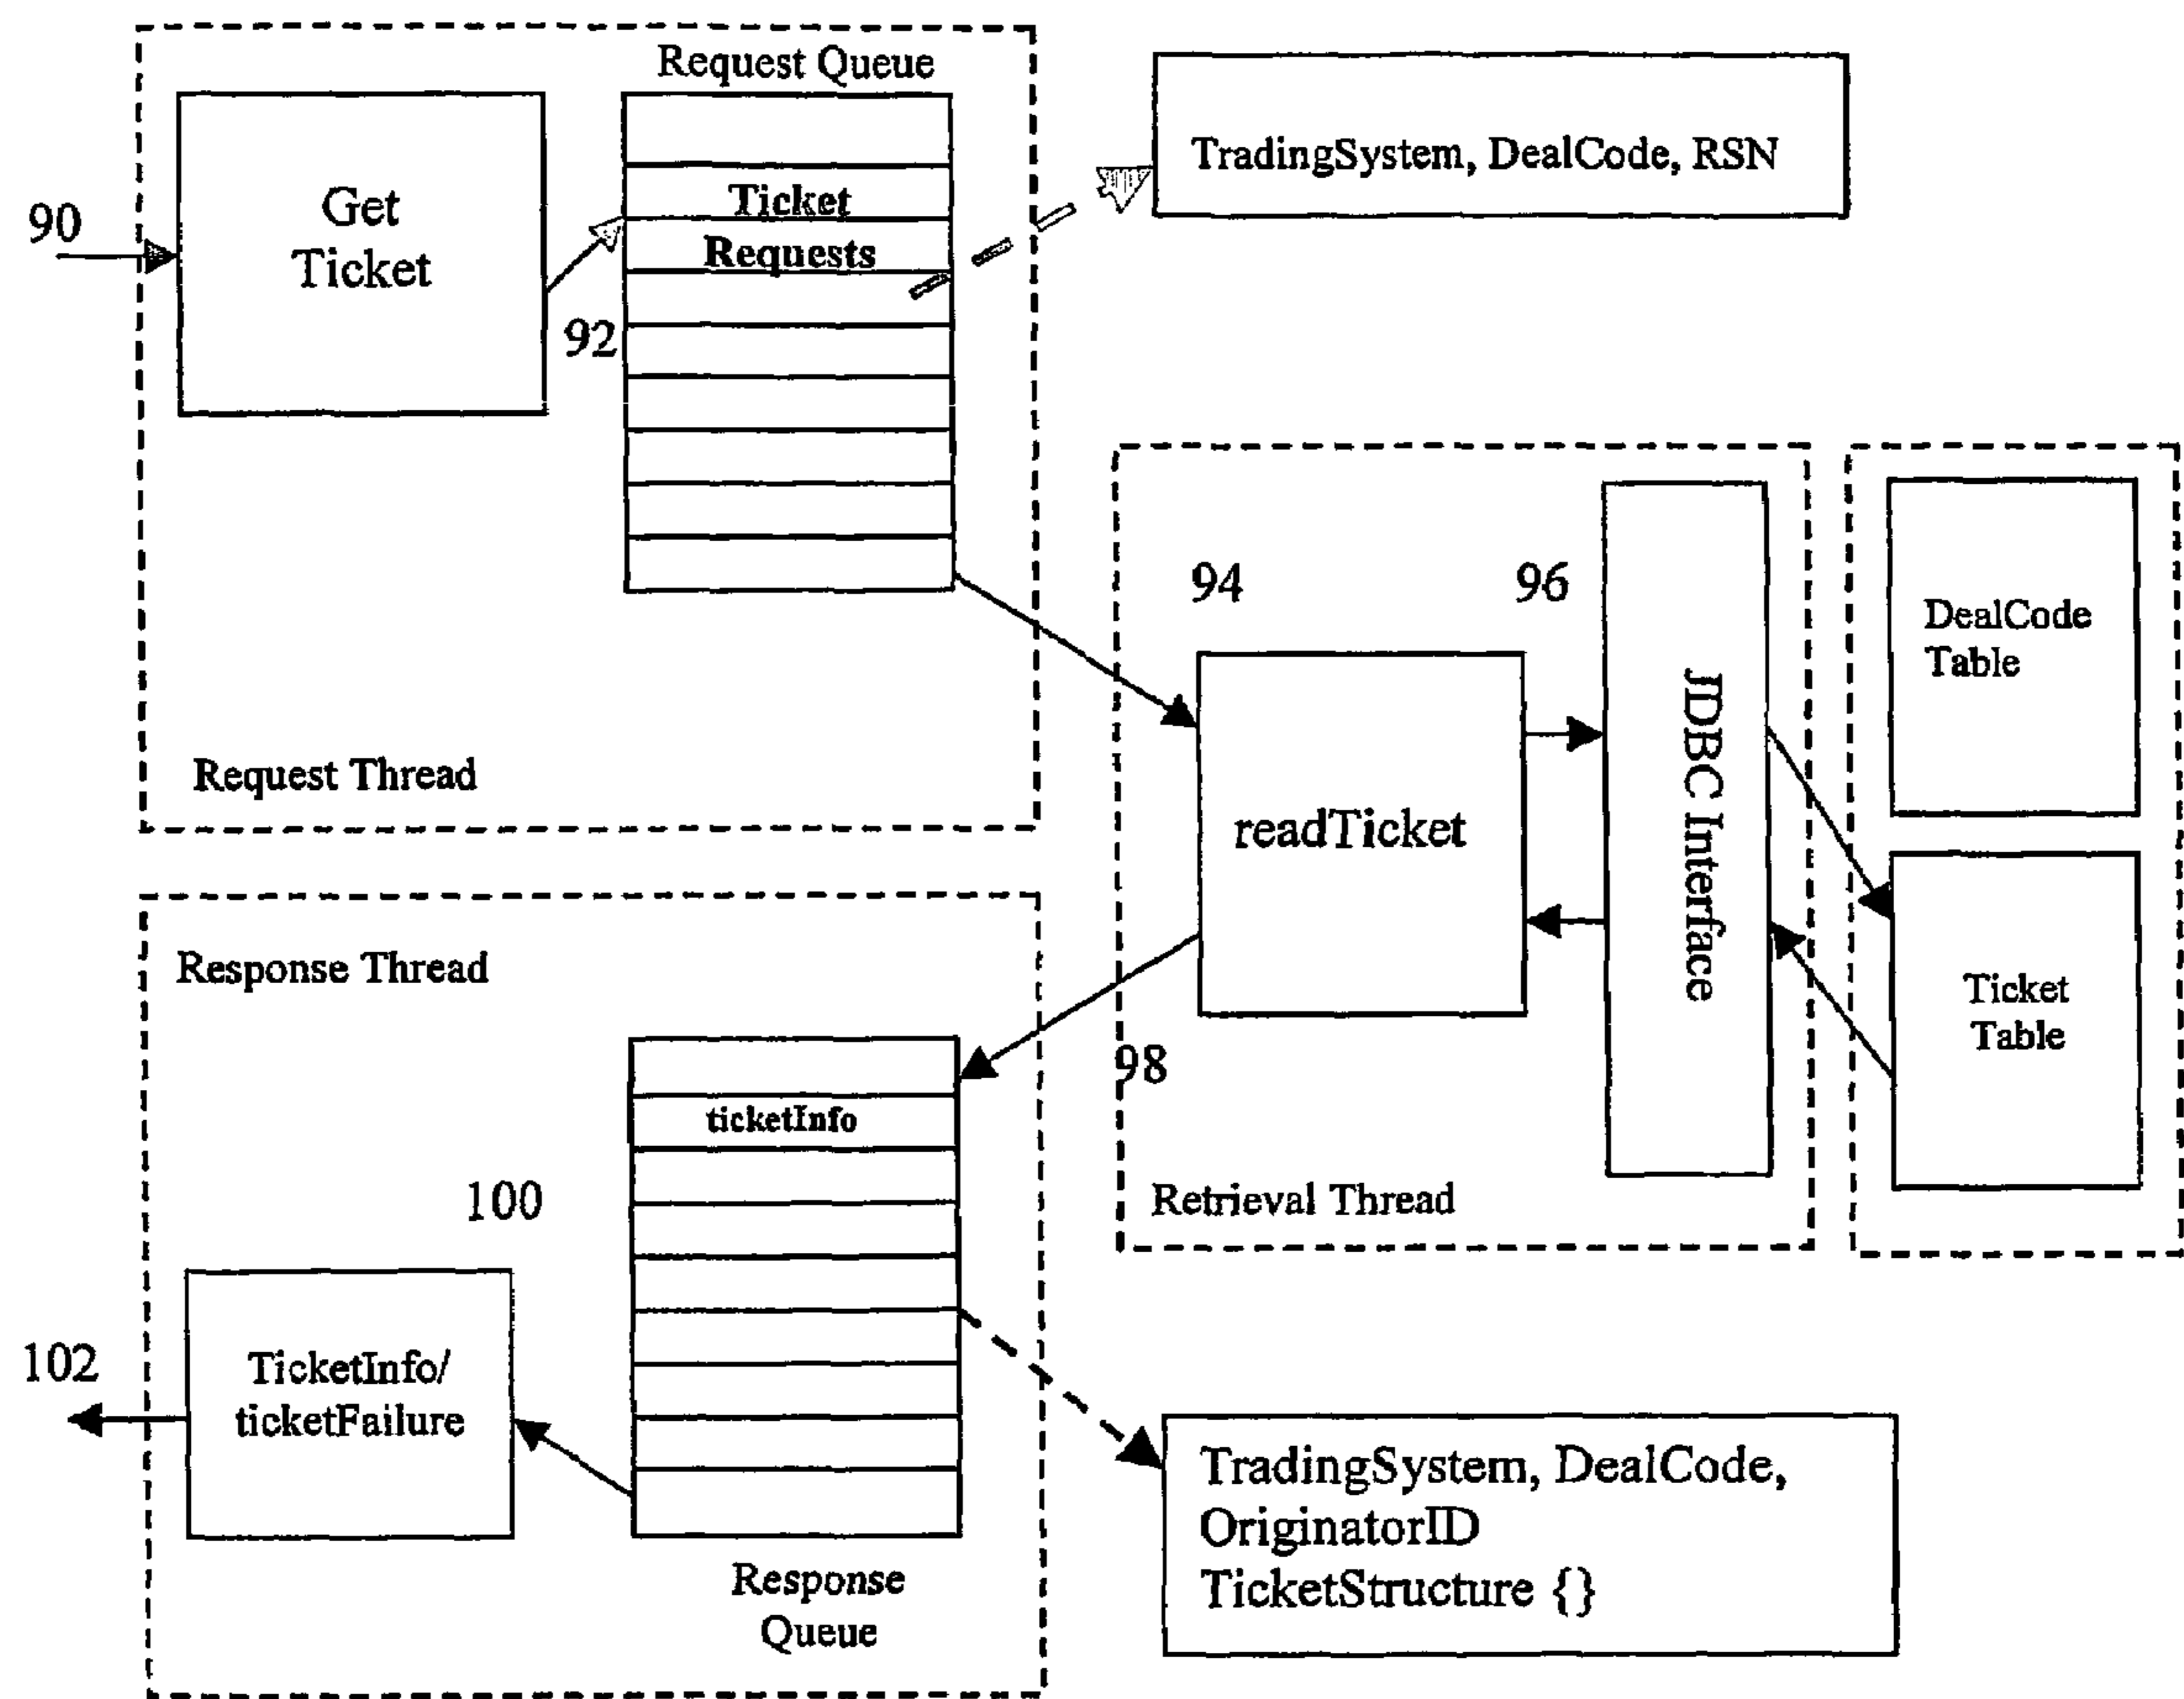 Request Queue
Get
Ticket
Ticket
Requests
90
92
TradingSystem, DealCode, RSN
Request Thread
94
96
readTicket
JDBC Interface
DealCode
Table
Ticket
Table
Retrieval Thread
Response Thread
98
ticketInfo
100
102
TicketInfo/
ticketFailure
Response
Queue
TradingSystem, DealCode,
OriginatorID
TicketStructure {}